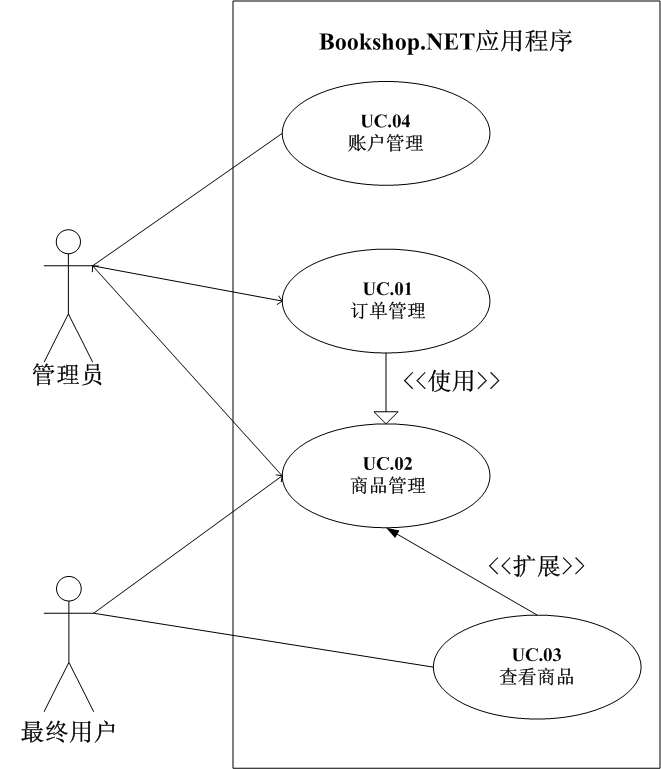 Bookshop.NET应用程序
UC.04
账户管理
UC.01
订单管理
管理员
<<使用>>
UC.02
商品管理
<<扩展>>
UC.03
查看商品
最终用户